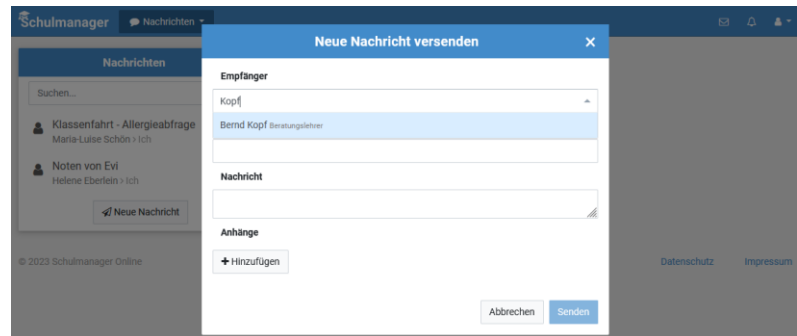 Schulmanager
Nachrichten
Nachrichten
Suchen...
Klassenfahrt - Allergieabfrage
Maria-Luise Schön > Ich
Noten von Evi
Helene Eberlein > Ich
Neue Nachricht
© 2023 Schulmanager Online
Neue Nachricht versenden
Empfänger
Kopf
Bernd Kopf Beratungslehrer
Nachricht
Anhänge
+ Hinzufügen
Abbrechen
Senden
Datenschutz
Impressum